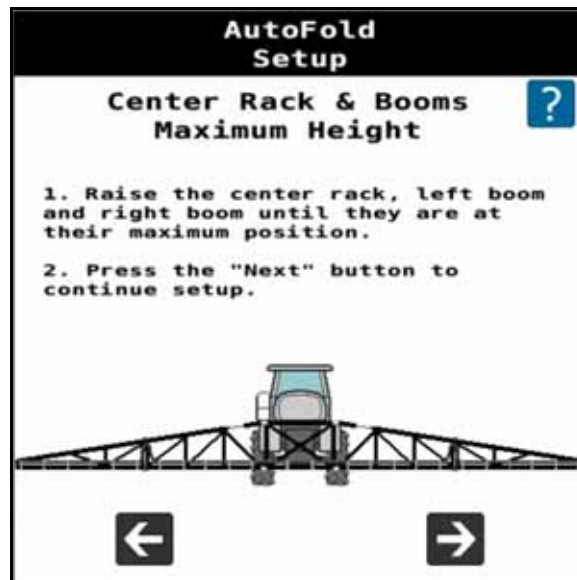 AutoFold
Setup
Center Rack & Booms
Maximum Height
?
1. Raise the center rack, left boom
and right boom until they are at
their maximum position.
2. Press the "Next" button to
continue setup.